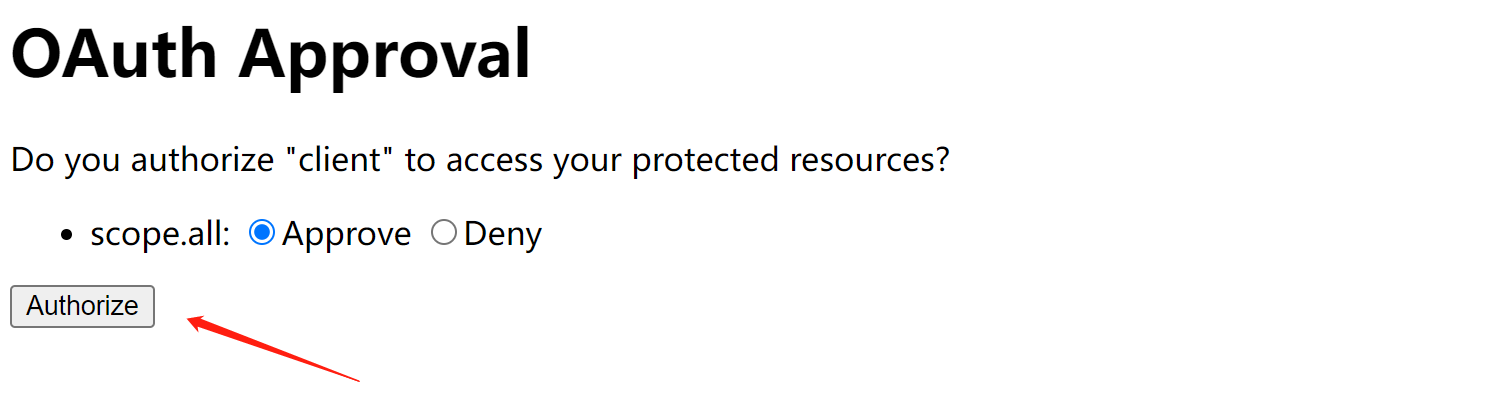 OAuth Approval
Do you authorize "client" to access your protected resources?
scope.all: Approve Deny
Authorize